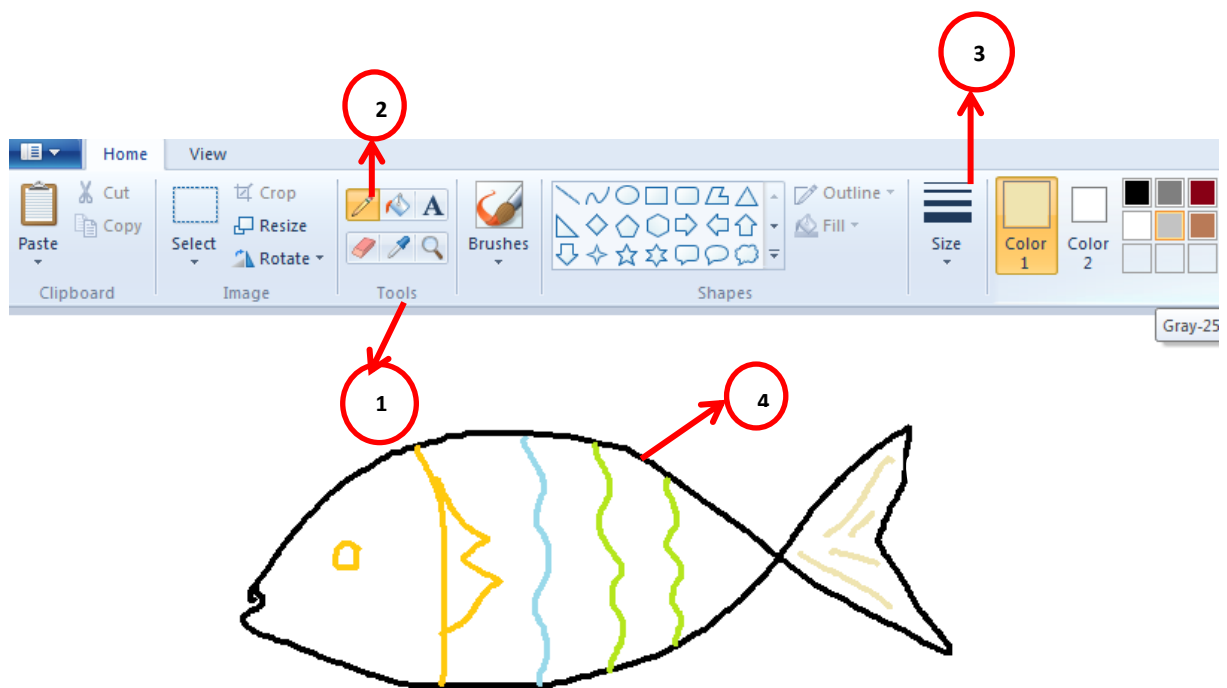 3
2
Home View
Cut
Copy
Paste
Clipboard
Crop
Resize
Rotate
Select
Image
A
Tools
Brushes
Outline
Fill
Shapes
Size
Color
1
Color
2
Gray-25
1
4